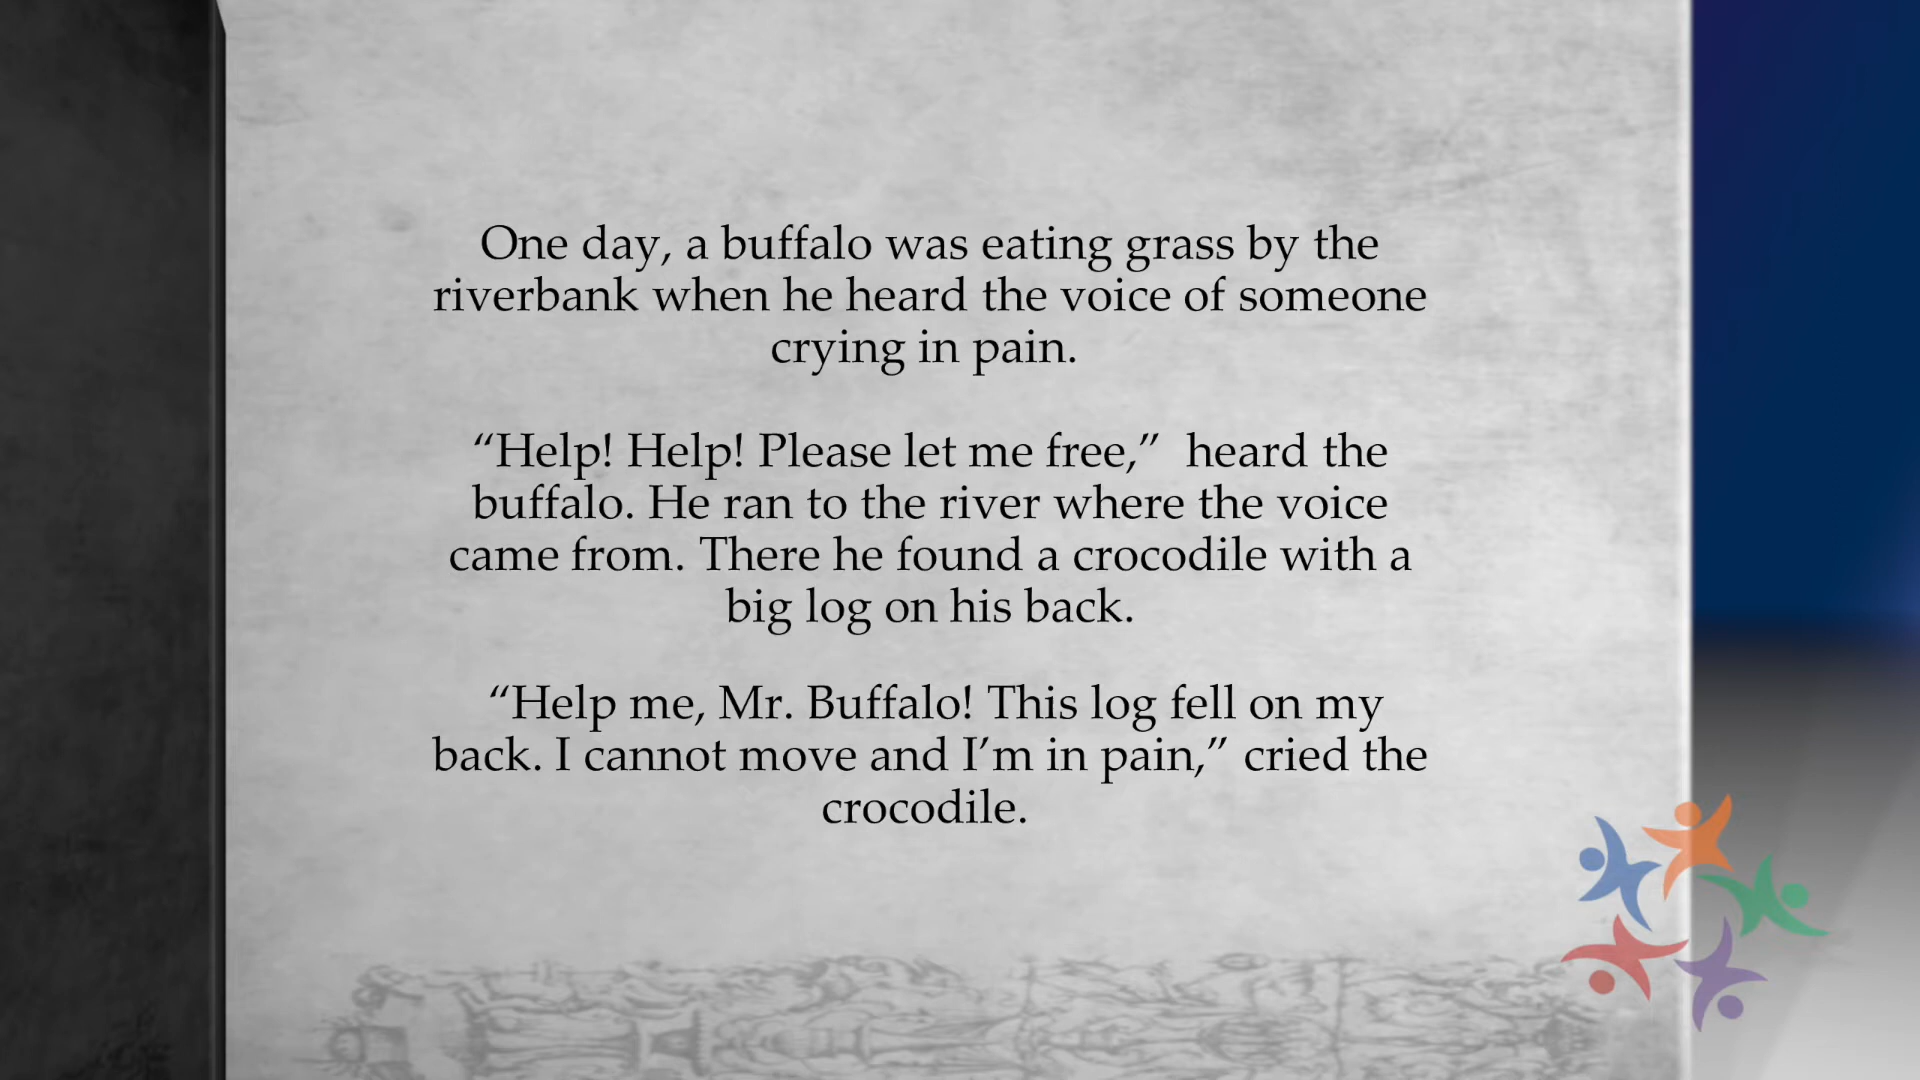 One day, a buffalo was eating grass by the
riverbank when he heard the voice of someone
crying in pain.
“Help! Help! Please let me free,”  heard the
buffalo. He ran to the river where the voice
came from. There he found a crocodile with a
big log on his back.
“Help me, Mr. Buffalo! This log fell on my
back. I cannot move and I’m in pain,” cried the
crocodile.